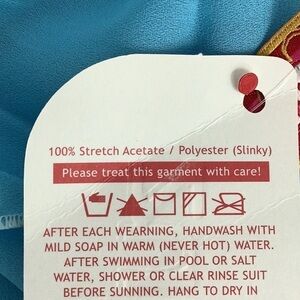 100% Stretch Acetate / Polyester (Slinky)
Please treat this garment with care!
AFTER EACH WEARNING, HANDWASH WITH
MILD SOAP IN WARM (NEVER HOT) WATER.
AFTER SWIMMING IN POOL OR SALT
WATER, SHOWER OR CLEAR RINSE SUIT
BEFORE SUNNING. HANG TO DRY IN